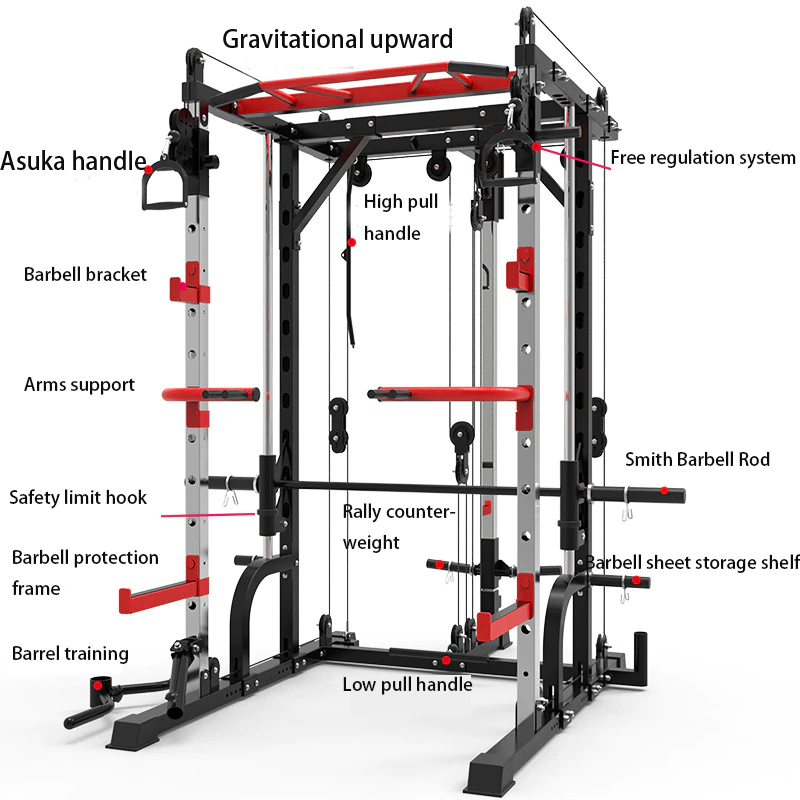 Gravitational upward
Asuka handle
Free regulation system
High pull
handle
Barbell bracket
Arms support
Smith Barbell Rod
Safety limit hook
Rally counter-
weight
Barbell protection
frame
Barbell sheet storage shelf
Barrel training
Low pull handle